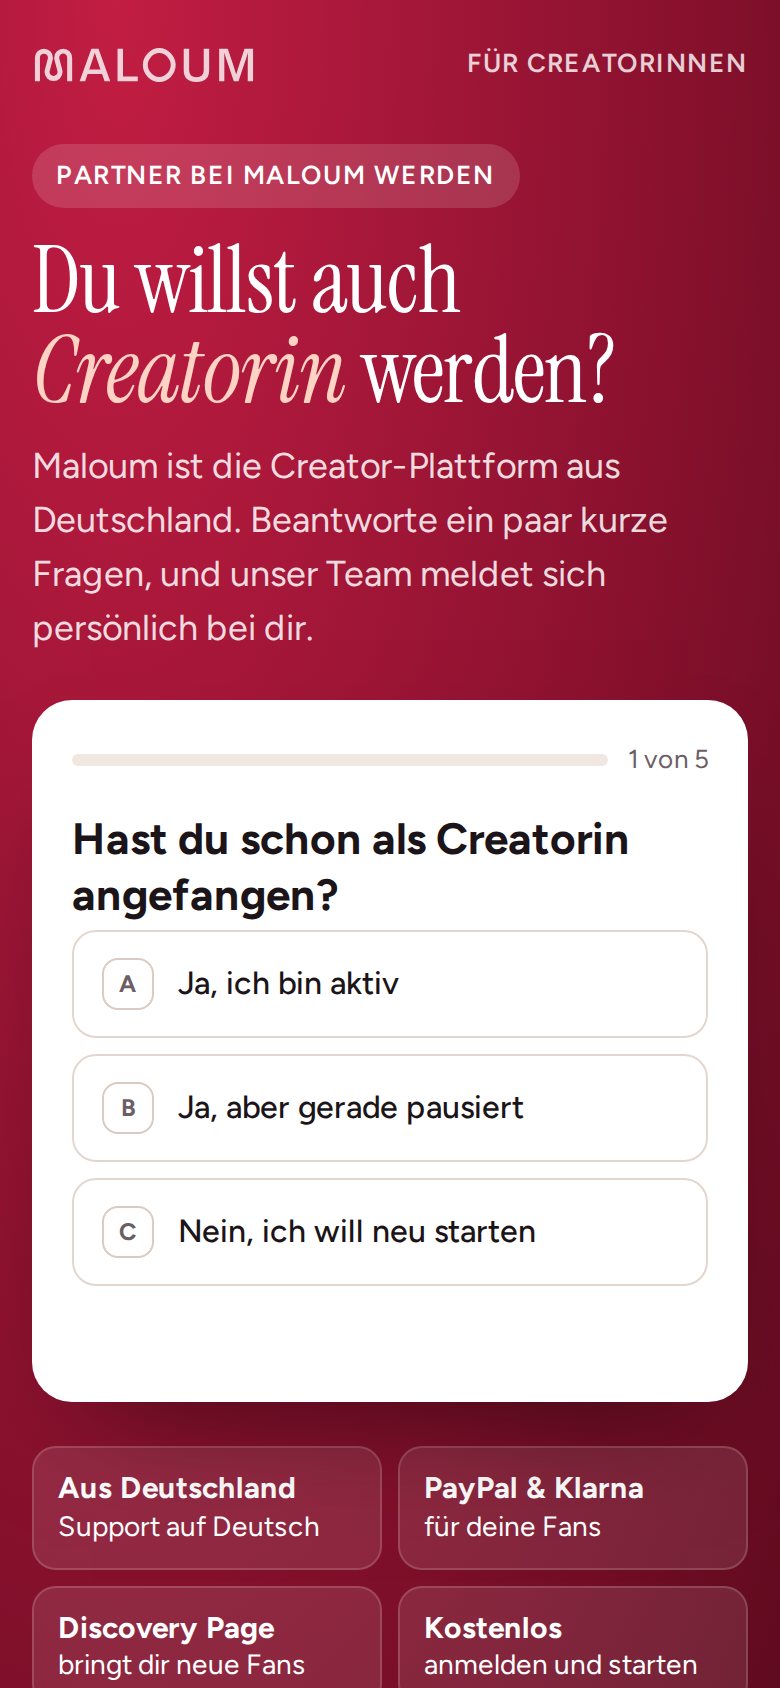 MALOUM
FÜR CREATORINNEN
PARTNER BEI MALOUM WERDEN
Du willst auch
Creatorin werden?
Maloum ist die Creator-Plattform aus
Deutschland. Beantworte ein paar kurze
Fragen, und unser Team meldet sich
persönlich bei dir.
1 von 5
Hast du schon als Creatorin
angefangen?
A Ja, ich bin aktiv
B Ja, aber gerade pausiert
C Nein, ich will neu starten
Aus Deutschland
Support auf Deutsch
PayPal & Klarna
für deine Fans
Discovery Page
bringt dir neue Fans
Kostenlos
anmelden und starten